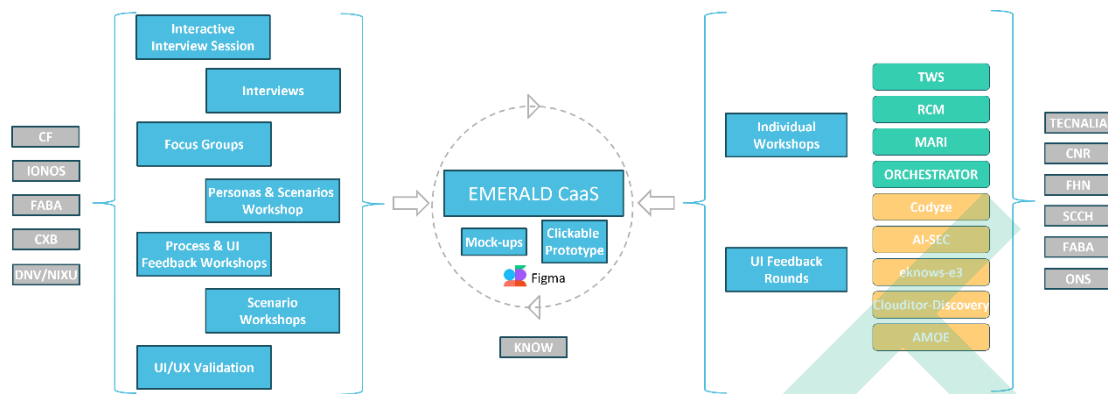 Interactive
Interview Session
Interviews
Focus Groups
Personas & Scenarios
Workshop
Process & UI
Feedback Workshops
Scenario
Workshops
UI/UX Validation
CF
IONOS
FABA
CXB
DNV/NIXU
EMERALD CaaS
Mock-ups
Clickable
Prototype
Figma
KNOW
Individual
Workshops
UI Feedback
Rounds
TWS
RCM
MARI
ORCHESTRATOR
Codyze
AI-SEC
eknows-e3
Clouditor-Discovery
AMOE
TECNALIA
CNR
FHN
SCCH
FABA
ONS